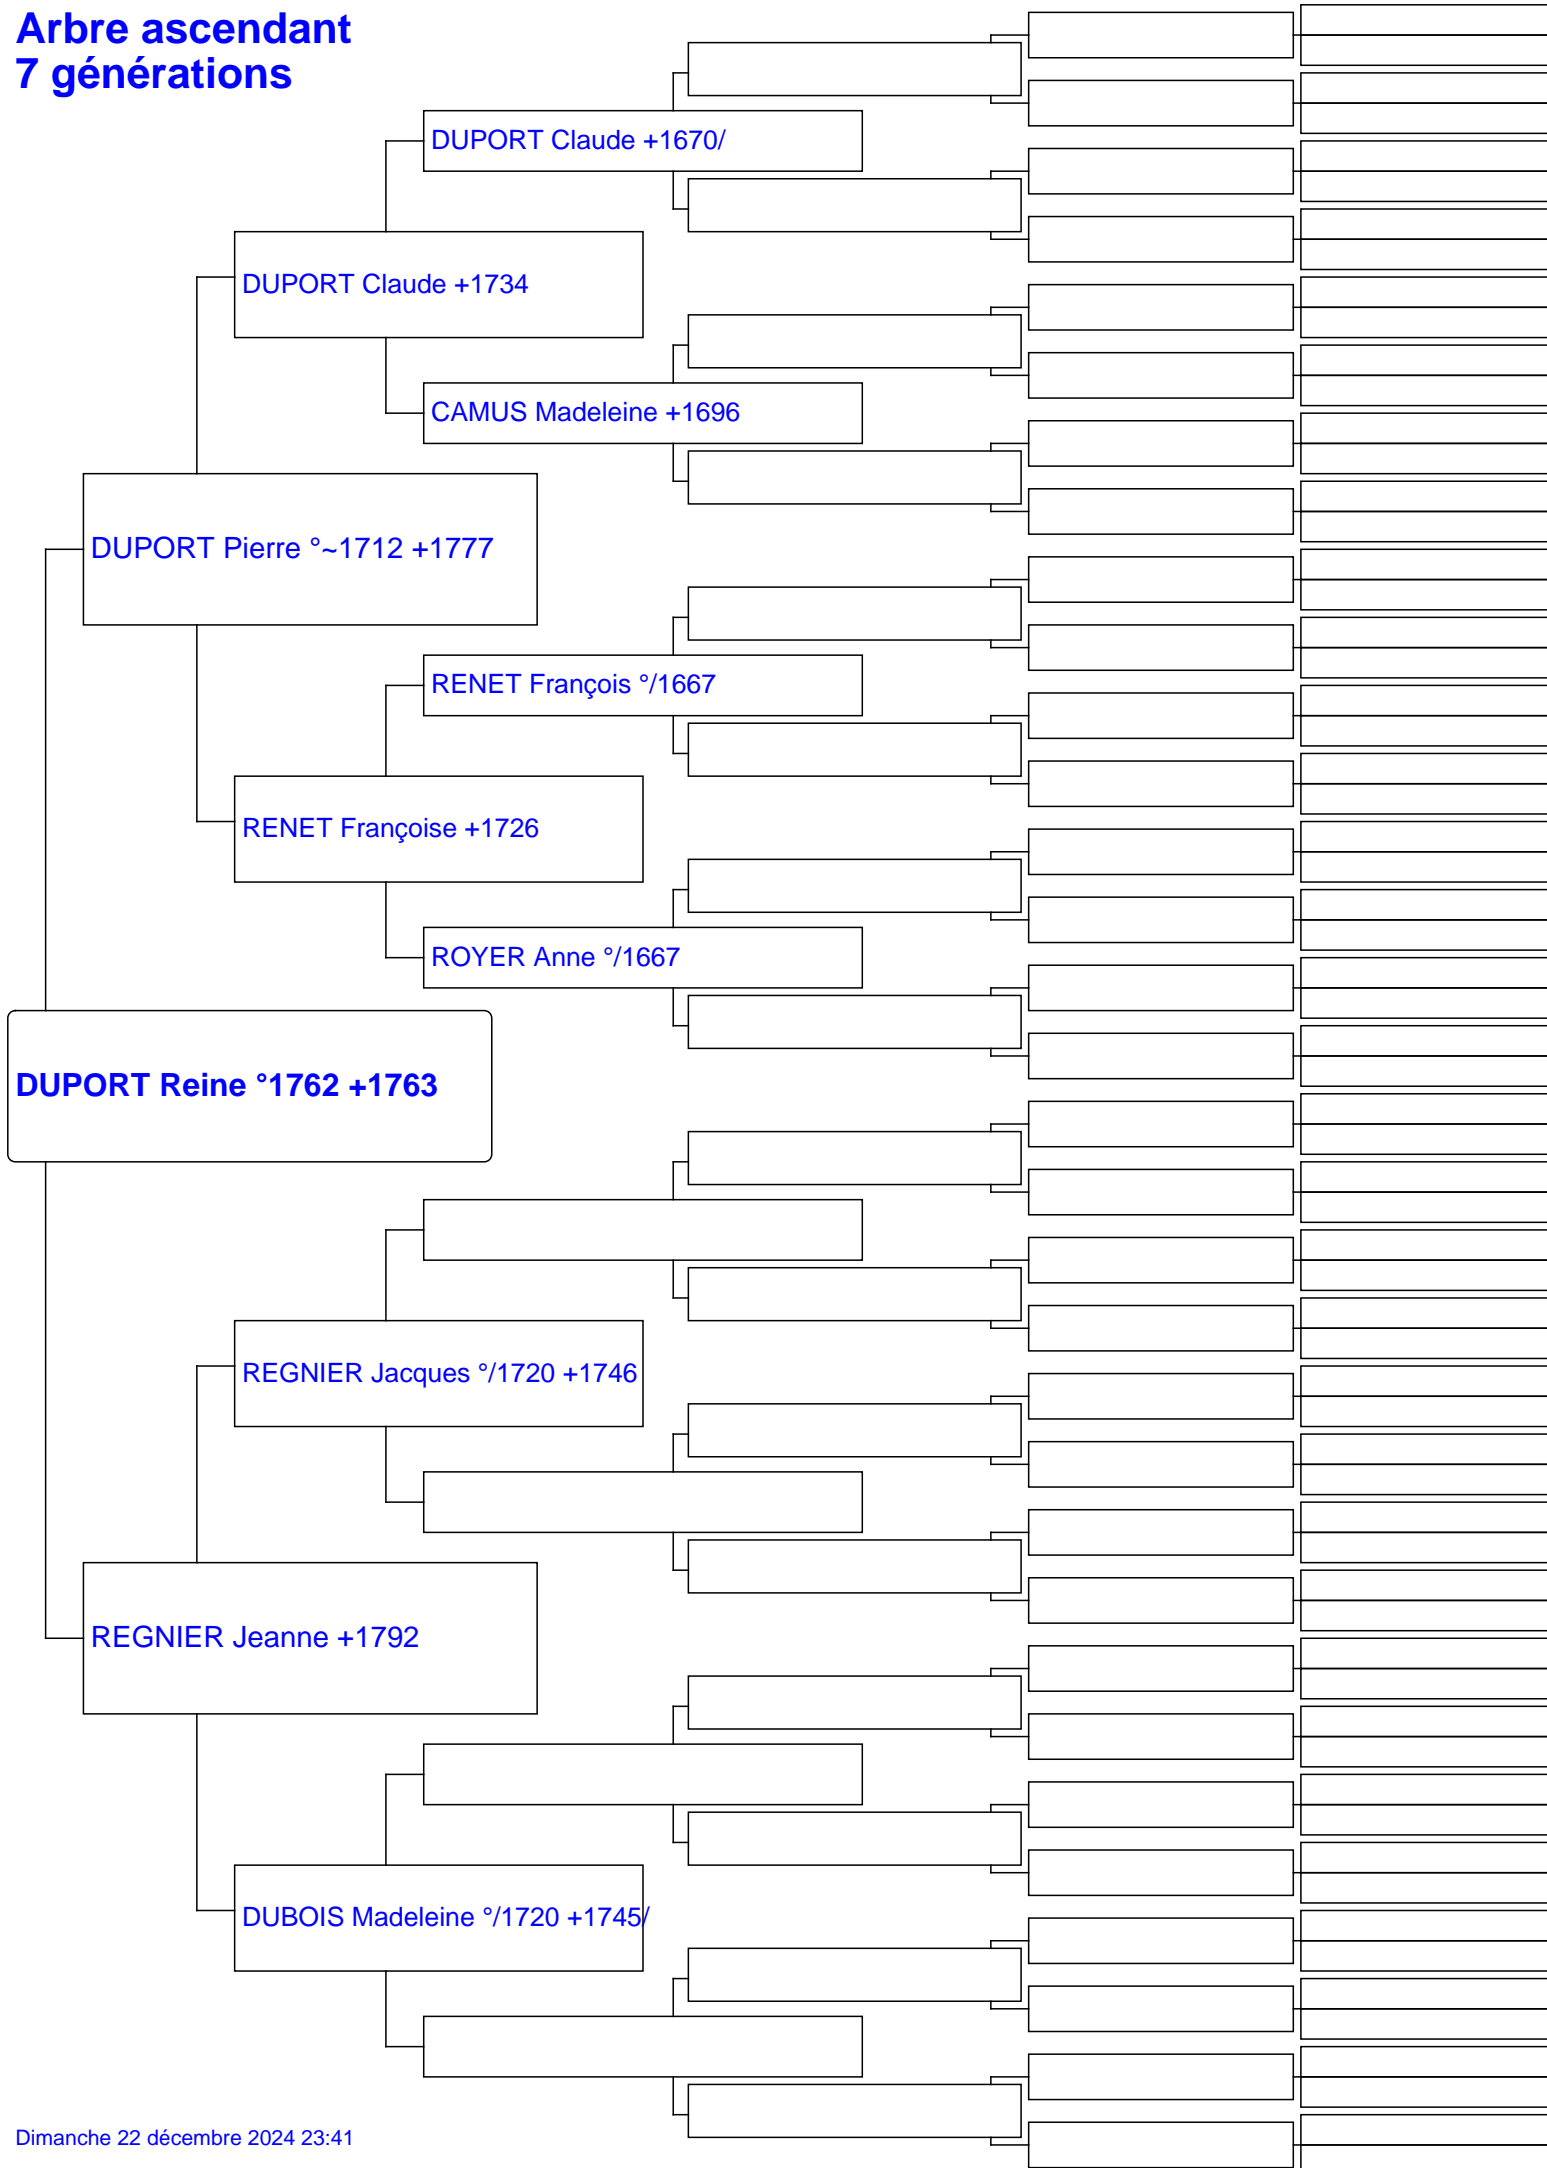 Arbre ascendant
7 générations
DUPORT Claude +1670/
DUPORT Claude +1734
CAMUS Madeleine +1696
DUPORT Pierre °~1712 +1777
RENET François °/1667
RENET Françoise +1726
ROYER Anne °/1667
DUPORT Reine °1762 +1763
REGNIER Jacques °/1720 +1746
REGNIER Jeanne +1792
DUBOIS Madeleine °/1720 +1745/
Dimanche 22 décembre 2024 23:41